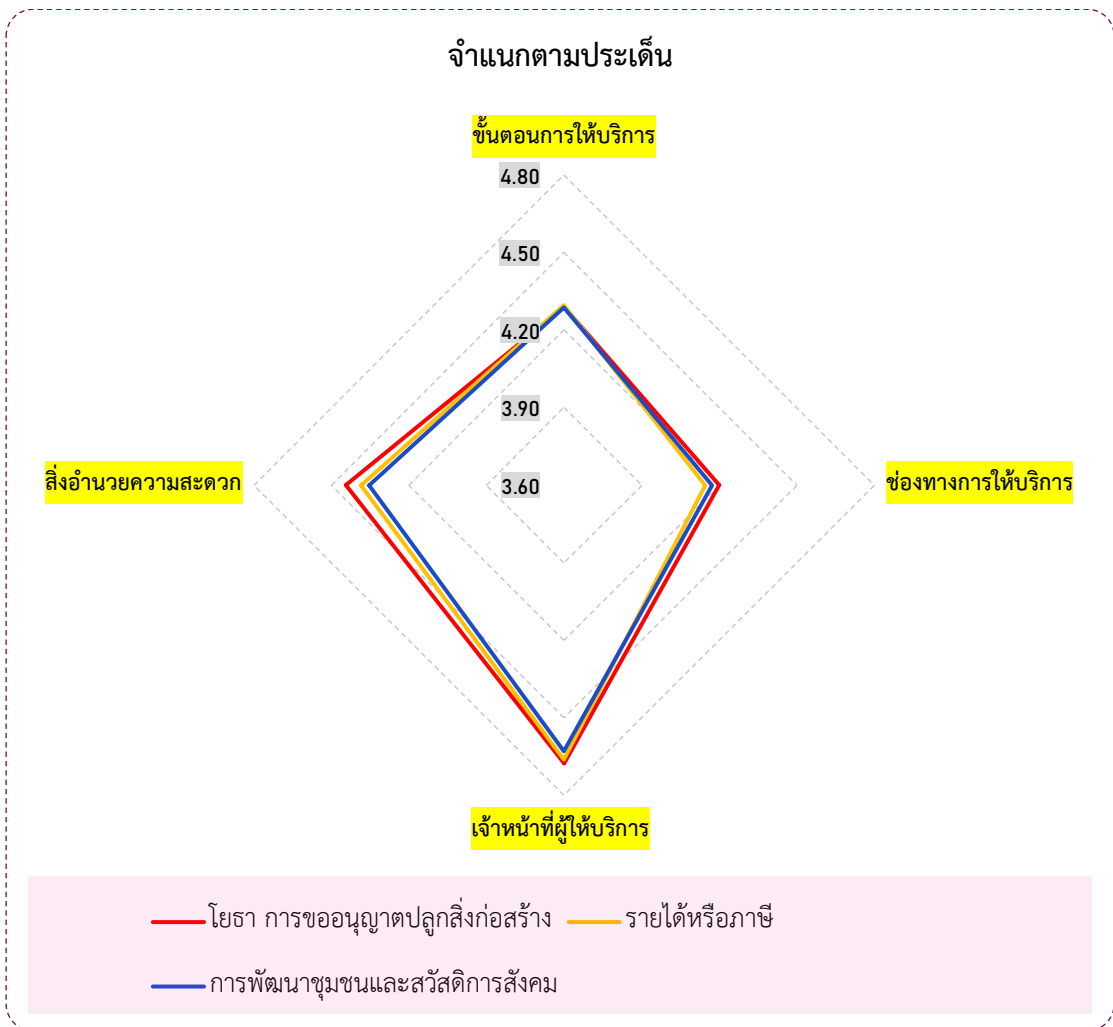 จำแนกตามประเด็น
ขั้นตอนการให้บริการ
4.80
4.50
4.20
3.90
3.60
สิ่งอำนวยความสะดวก
ช่องทางการให้บริการ
เจ้าหน้าที่ผู้ให้บริการ
โยธา การขออนุญาตปลูกสิ่งก่อสร้าง
รายได้หรือภาษี
การพัฒนาชุมชนและสวัสดิการสังคม